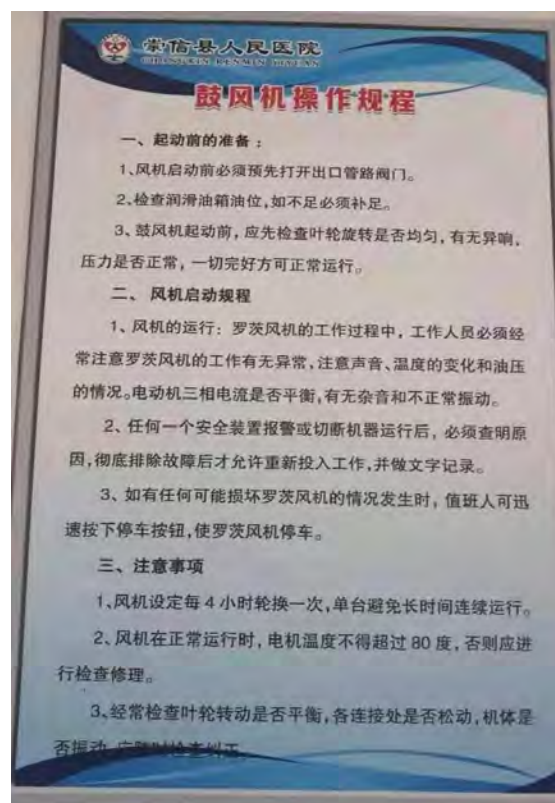 崇信县人民医院
CHONGXIN RENMIN YIYUAN
鼓风机操作规程
一、起动前的准备：
1、风机启动前必须预先打开出口管路阀门。
2、检查润滑油箱油位，如不足必须补足。
3、鼓风机起动前，应先检查叶轮旋转是否均匀，有无异响，
压力是否正常，一切完好方可正常运行。
二、风机启动规程
1、风机的运行：罗茨风机的工作过程中，工作人员必须经
常注意罗茨风机的工作有无异常，注意声音、温度的变化和油压
的情况。电动机三相电流是否平衡，有无杂音和不正常振动。
2、任何一个安全装置报警或切断机器运行后，必须查明原
因，彻底排除故障后才允许重新投入工作，并做文字记录。
3、如有任何可能损坏罗茨风机的情况发生时，值班人可迅
速按下停车按钮，使罗茨风机停车。
三、注意事项
1、风机设定每4小时轮换一次，单台避免长时间连续运行。
2、风机在正常运行时，电机温度不得超过80度，否则应进
行检查修理。
3、经常检查叶轮转动是否平衡，各连接处是否松动，机体是
否振动，应随时检查纠正。